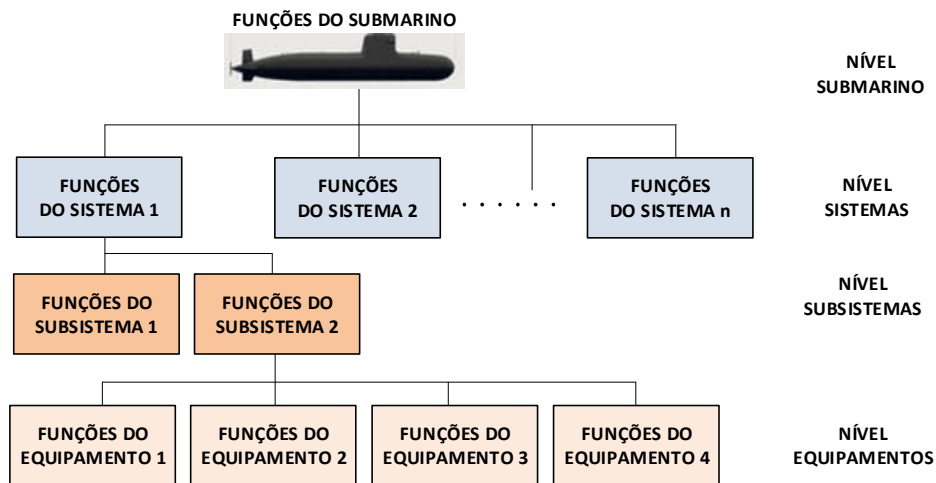 FUNÇÕES DO SUBMARINO
NÍVEL
SUBMARINO
FUNÇÕES
DO SISTEMA 1
FUNÇÕES
DO SISTEMA 2
. . . . . .
FUNÇÕES
DO SISTEMA n
NÍVEL
SISTEMAS
FUNÇÕES DO
SUBSISTEMA 1
FUNÇÕES DO
SUBSISTEMA 2
NÍVEL
SUBSISTEMAS
FUNÇÕES DO
EQUIPAMENTO 1
FUNÇÕES DO
EQUIPAMENTO 2
FUNÇÕES DO
EQUIPAMENTO 3
FUNÇÕES DO
EQUIPAMENTO 4
NÍVEL
EQUIPAMENTOS